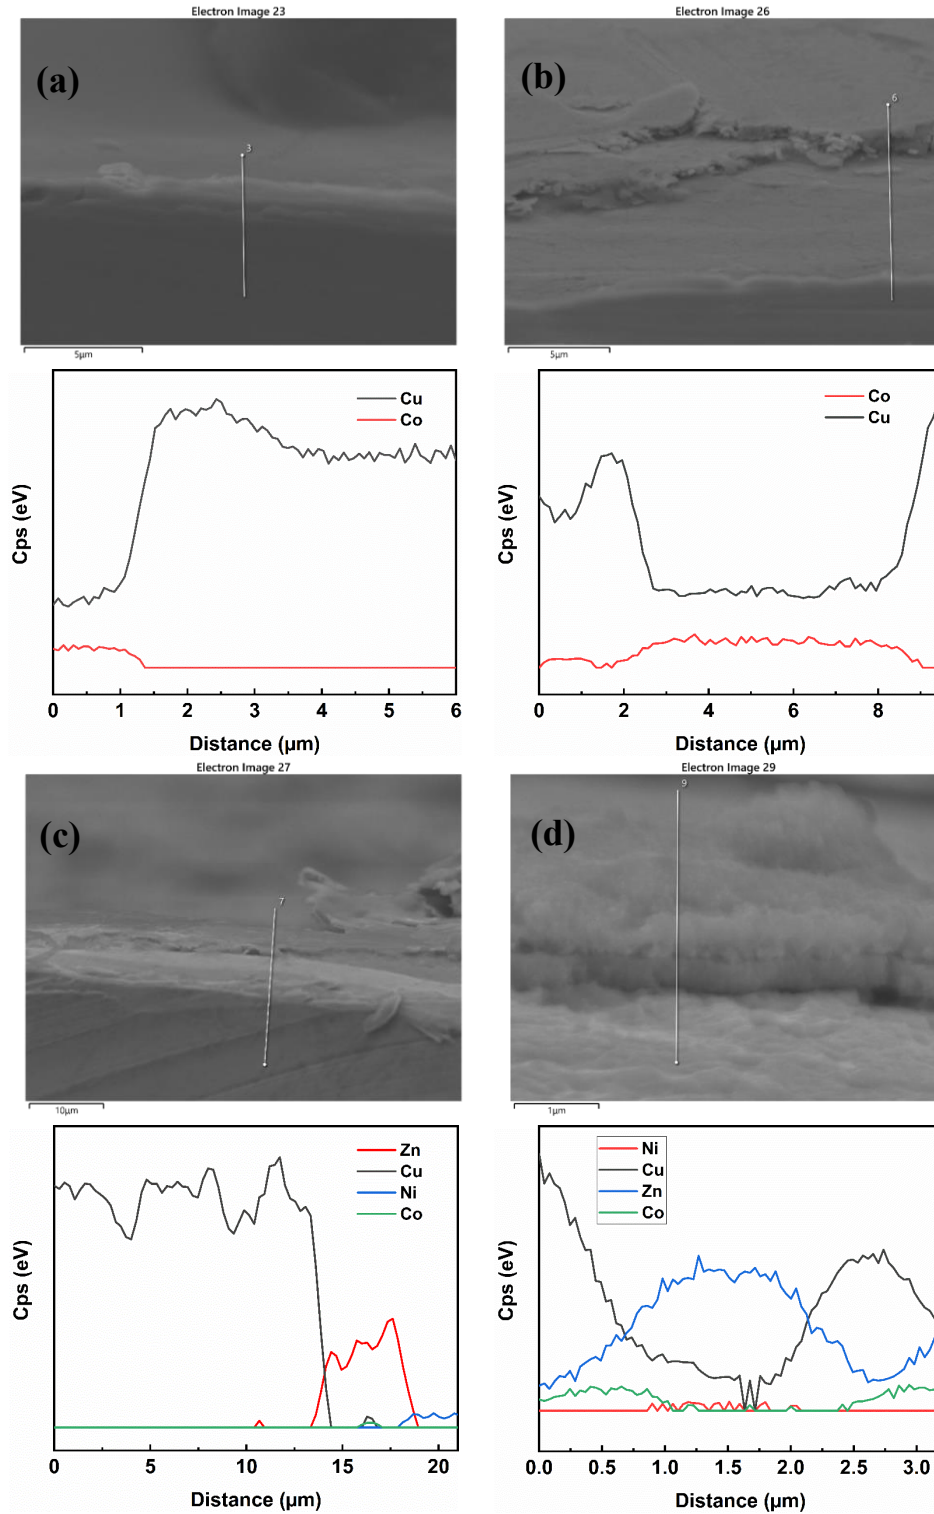 Electron Image 23
(a)
3
5µm
Electron Image 26
(b)
6
5µm
Cu
Co
Cps (eV)
0 1 2 3 4 5 6
Distance (µm)
Co
Cu
Cps (eV)
0 2 4 6 8
Distance (µm)
Electron Image 27
(c)
7
10µm
Electron Image 29
(d)
9
1µm
Zn
Cu
Ni
Co
Cps (eV)
0 5 10 15 20
Distance (µm)
Ni
Cu
Zn
Co
Cps (eV)
0.0 0.5 1.0 1.5 2.0 2.5 3.0
Distance (µm)